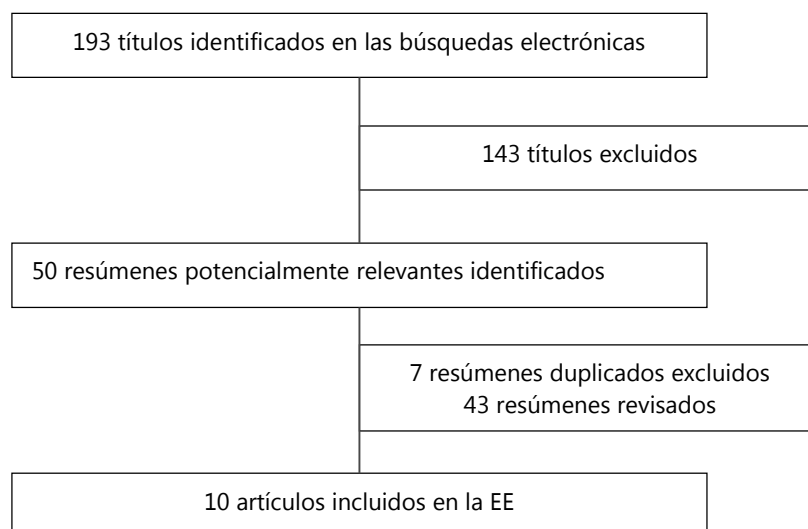 193 títulos identificados en las búsquedas electrónicas
143 títulos excluidos
50 resúmenes potencialmente relevantes identificados
7 resúmenes duplicados excluidos
43 resúmenes revisados
10 artículos incluidos en la EE